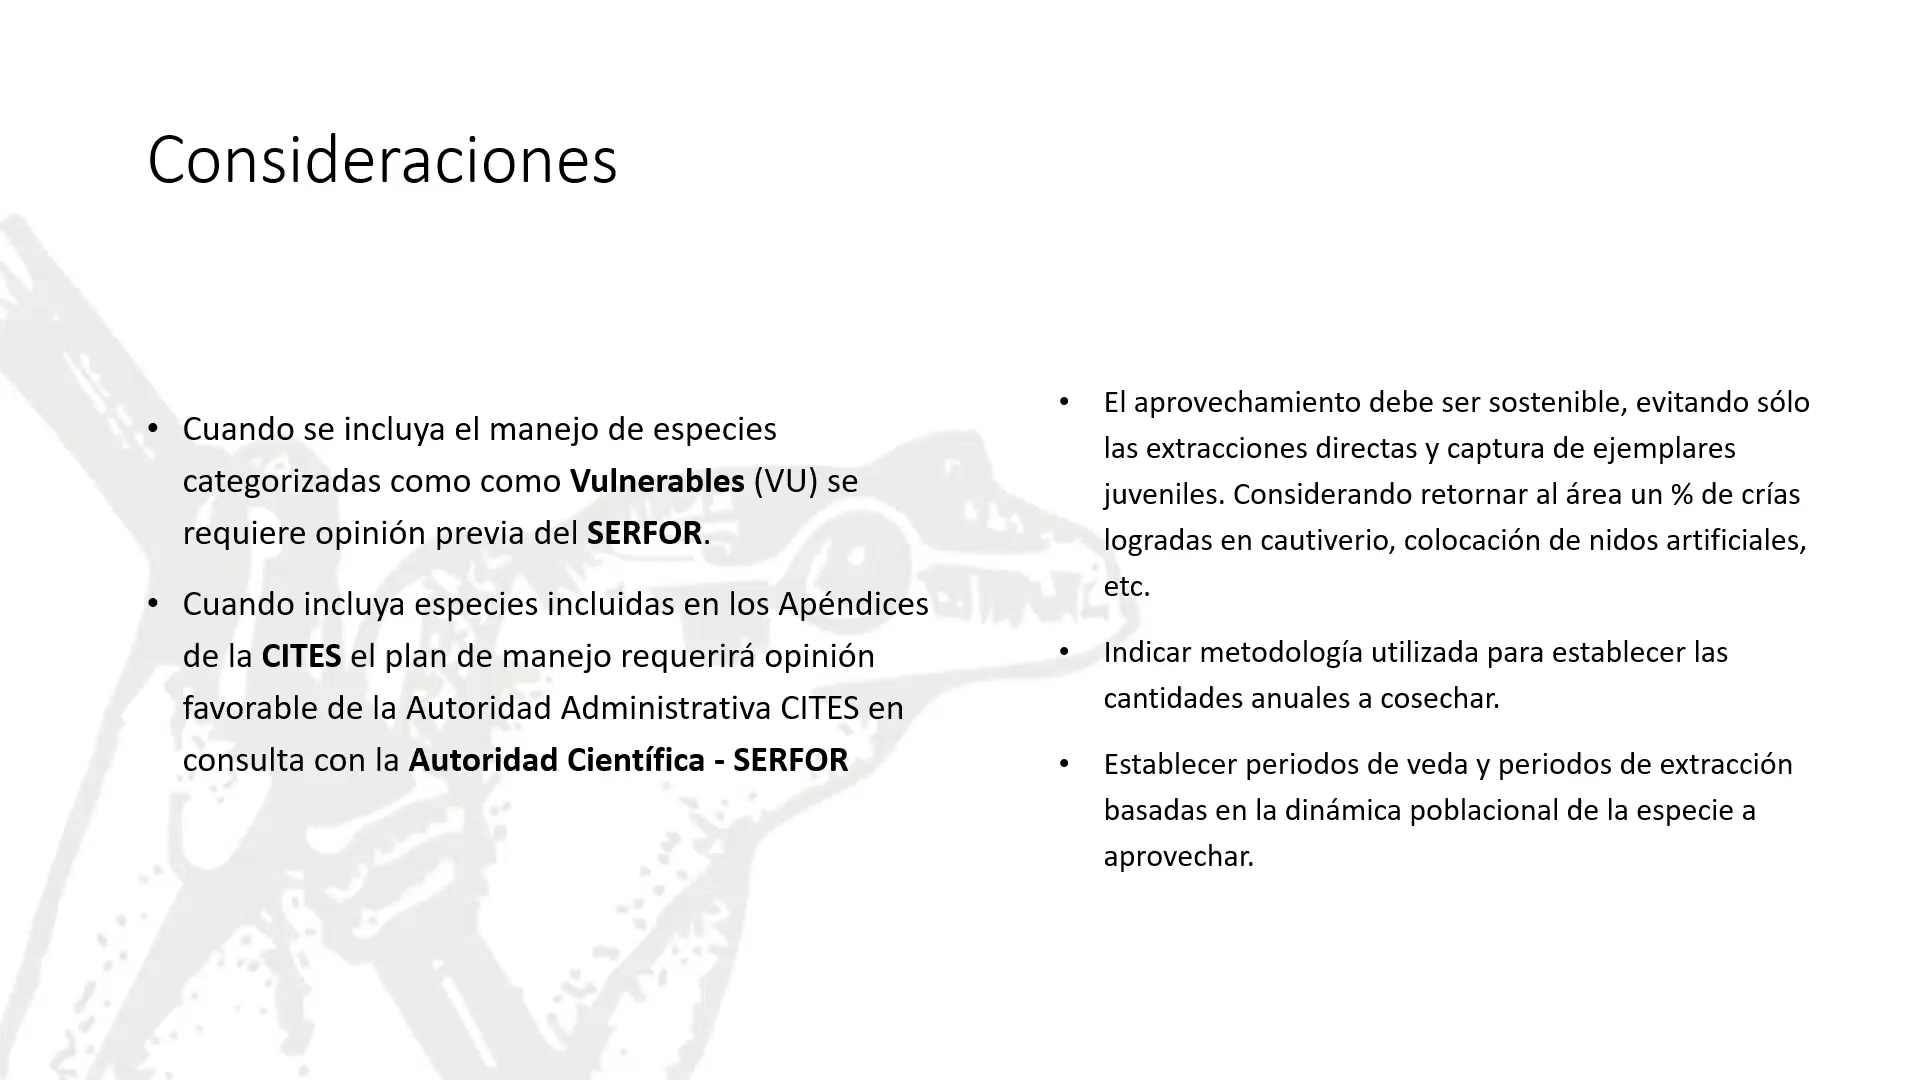 Consideraciones
• Cuando se incluya el manejo de especies
categorizadas como como Vulnerables (VU) se
requiere opinión previa del SERFOR.
• Cuando incluya especies incluidas en los Apéndices
de la CITES el plan de manejo requerirá opinión
favorable de la Autoridad Administrativa CITES en
consulta con la Autoridad Científica - SERFOR
• El aprovechamiento debe ser sostenible, evitando sólo
las extracciones directas y captura de ejemplares
juveniles. Considerando retornar al área un % de crías
logradas en cautiverio, colocación de nidos artificiales,
etc.
• Indicar metodología utilizada para establecer las
cantidades anuales a cosechar.
• Establecer periodos de veda y periodos de extracción
basadas en la dinámica poblacional de la especie a
aprovechar.